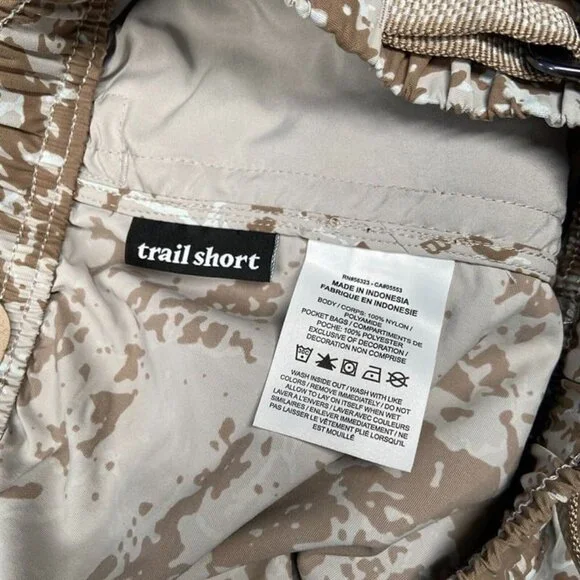 trail short
RN#56323 - CA#05553
MADE IN INDONESIA
FABRIQUE EN INDONESIE
BODY / CORPS: 100% NYLON /
POLYAMIDE
POCKET BAGS / COMPARTIMENTS DE
POCHE: 100% POLYESTER
EXCLUSIVE OF DECORATION /
DECORATION NON COMPRISE
WASH INSIDE OUT / WASH WITH LIKE
COLORS / REMOVE IMMEDIATELY / DO NOT
ALLOW TO LAY ON ITSELF WHEN WET
LAVER A L'ENVERS / LAVER AVEC COULEURS
SIMILAIRES / ENLEVER IMMEDIATEMENT / NE
PAS LAISSER LE VÊTEMENT PLIÉ LORSQU'IL
EST MOUILLÉ